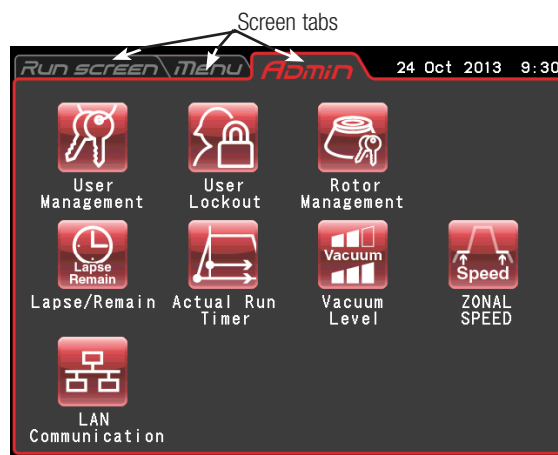 Screen tabs
Run screen Menu Admin 24 Oct 2013 9:30
User
Management
User
Lockout
Rotor
Management
Lapse
Remain
Lapse/Remain
Actual Run
Timer
Vacuum
Vacuum
Level
Speed
ZONAL
SPEED
LAN
Communication